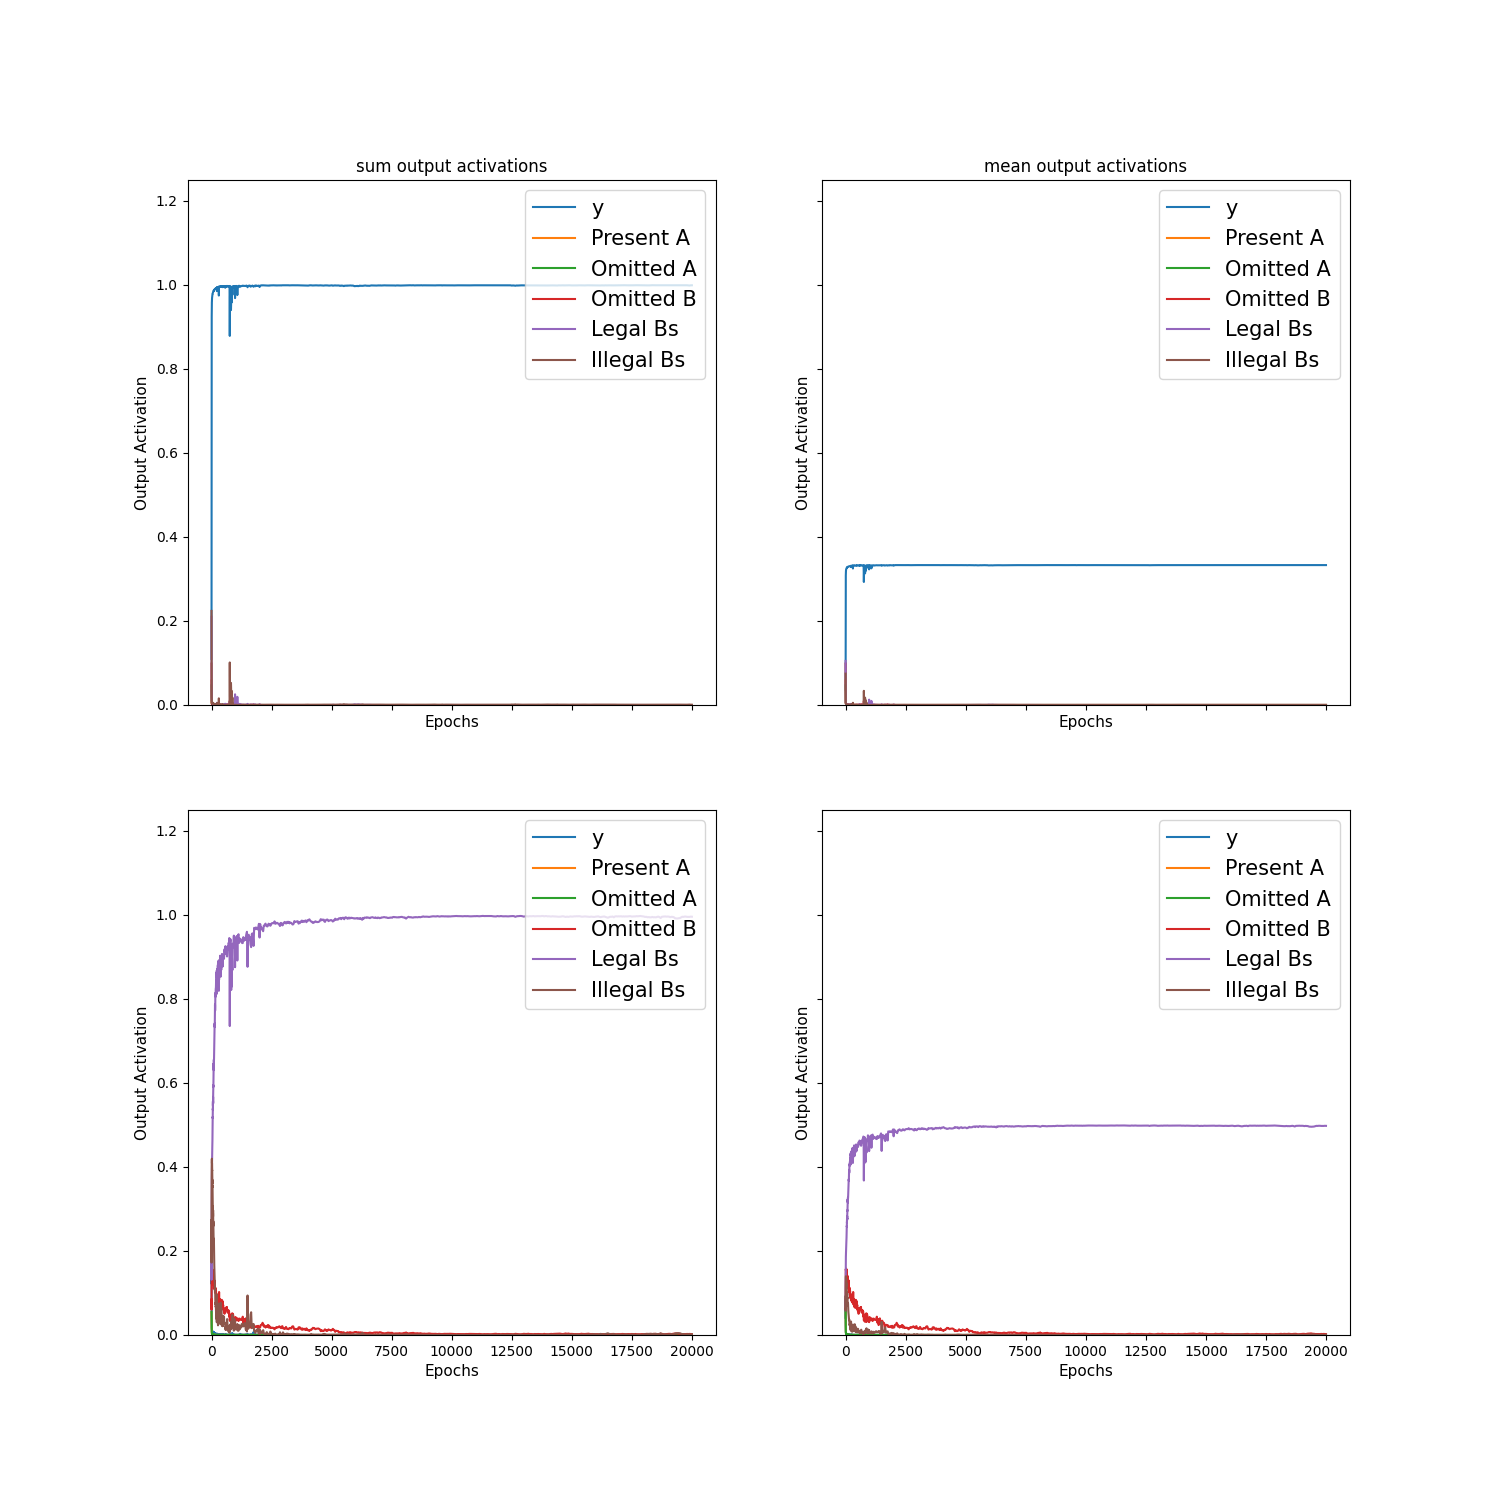 sum output activations
mean output activations
1.2
1.0
0.8
0.6
0.4
0.2
0.0
Output Activation
y
Present A
Omitted A
Omitted B
Legal Bs
Illegal Bs
Epochs
Output Activation
y
Present A
Omitted A
Omitted B
Legal Bs
Illegal Bs
Epochs
1.2
1.0
0.8
0.6
0.4
0.2
0.0
Output Activation
y
Present A
Omitted A
Omitted B
Legal Bs
Illegal Bs
0 2500 5000 7500 10000 12500 15000 17500 20000
Epochs
Output Activation
y
Present A
Omitted A
Omitted B
Legal Bs
Illegal Bs
0 2500 5000 7500 10000 12500 15000 17500 20000
Epochs